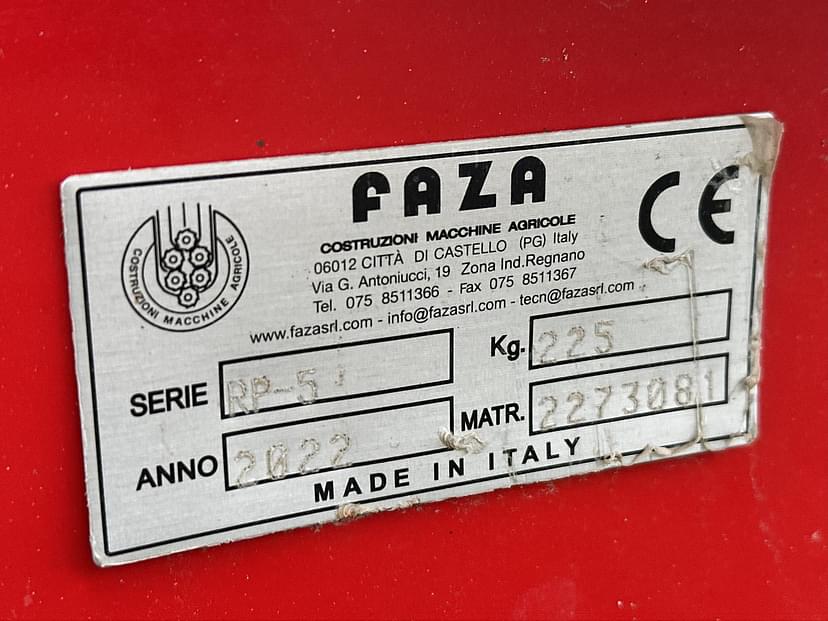 FAZA
CE
COSTRUZIONI MACCHINE AGRICOLE
COSTRUZIONI MACCHINE AGRICOLE
06012 CITTÀ DI CASTELLO (PG) Italy
Via G. Antoniucci, 19 Zona Ind.Regnano
Tel. 075 8511366 - Fax 075 8511367
www.fazasrl.com - info@fazasrl.com - tecn@fazasrl.com
SERIE RP-5
Kg. 225
ANNO 2022
MATR. 2273081
MADE IN ITALY